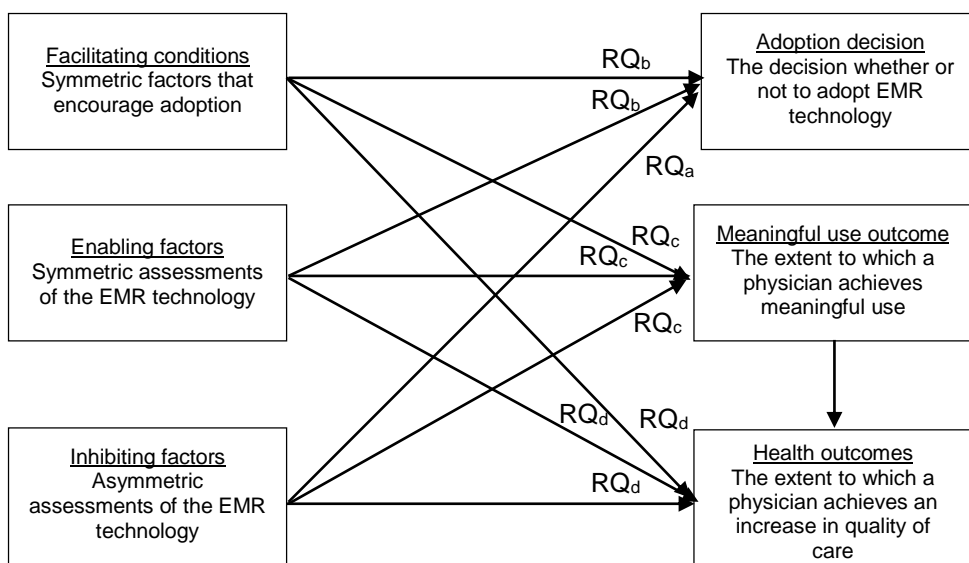 Facilitating conditions
Symmetric factors that
encourage adoption
Adoption decision
The decision whether or
not to adopt EMR
technology
RQb
RQb
RQa
Enabling factors
Symmetric assessments
of the EMR technology
RQc
RQc
RQc
Meaningful use outcome
The extent to which a
physician achieves
meaningful use
Inhibiting factors
Asymmetric
assessments of the EMR
technology
RQd
RQd
RQd
Health outcomes
The extent to which a
physician achieves an
increase in quality of
care